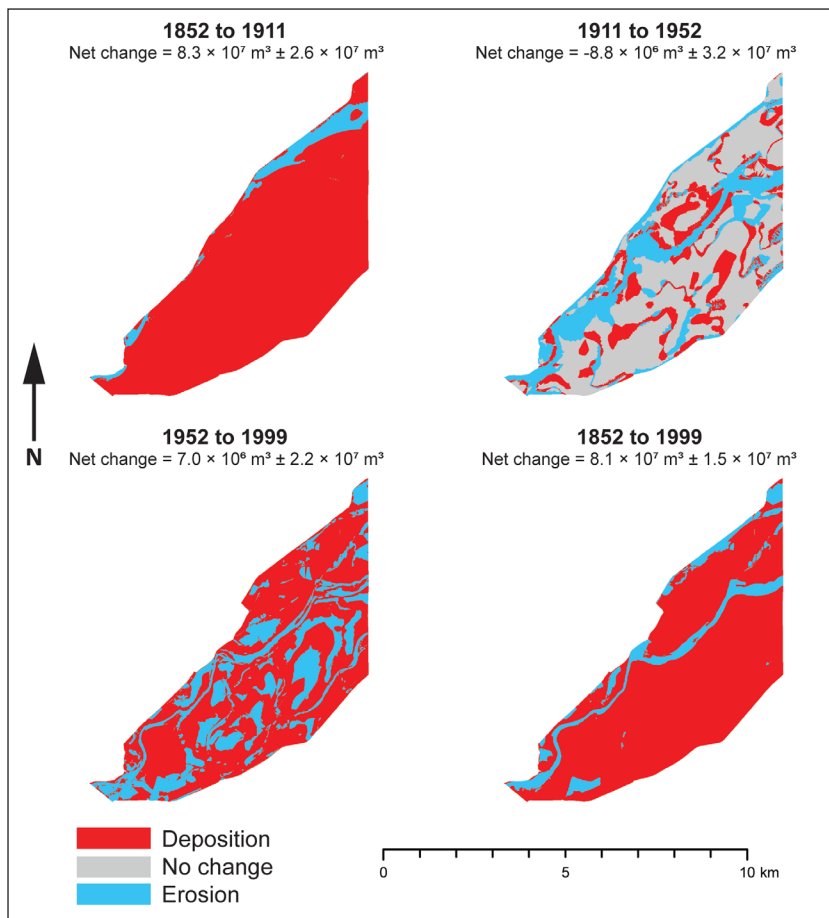 1852 to 1911
Net change = 8.3 × 10⁷ m³ ± 2.6 × 10⁷ m³
1911 to 1952
Net change = -8.8 × 10⁶ m³ ± 3.2 × 10⁷ m³
N
1952 to 1999
Net change = 7.0 × 10⁶ m³ ± 2.2 × 10⁷ m³
1852 to 1999
Net change = 8.1 × 10⁷ m³ ± 1.5 × 10⁷ m³
Deposition
No change
Erosion
0 5 10 km